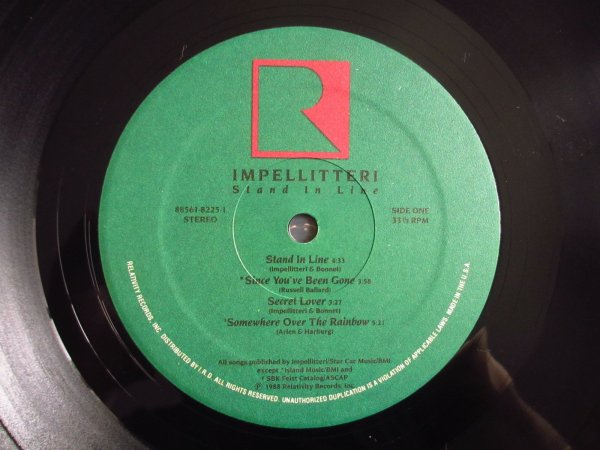 R
IMPELLITTERI
Stand In Line
88561-8225-1
STEREO
SIDE ONE
33⅓ RPM
Stand In Line 4:33
(Impellitteri & Bonnet)
*Since You've Been Gone 3:58
(Russell Ballard)
Secret Lover 3:27
(Impellitteri & Bonnet)
Somewhere Over The Rainbow 5:21
(Arlen & Harburg)
All songs published by Impellitteri/Star Car Music/BMI
except *Island Music/BMI and
SBK Feist Catalog/ASCAP
℗ 1988 Relativity Records, Inc.
RELATIVITY RECORDS, INC. DISTRIBUTED BY I.R.D. ALL RIGHTS RESERVED. UNAUTHORIZED DUPLICATION IS A VIOLATION OF APPLICABLE LAWS. MADE IN THE U.S.A.